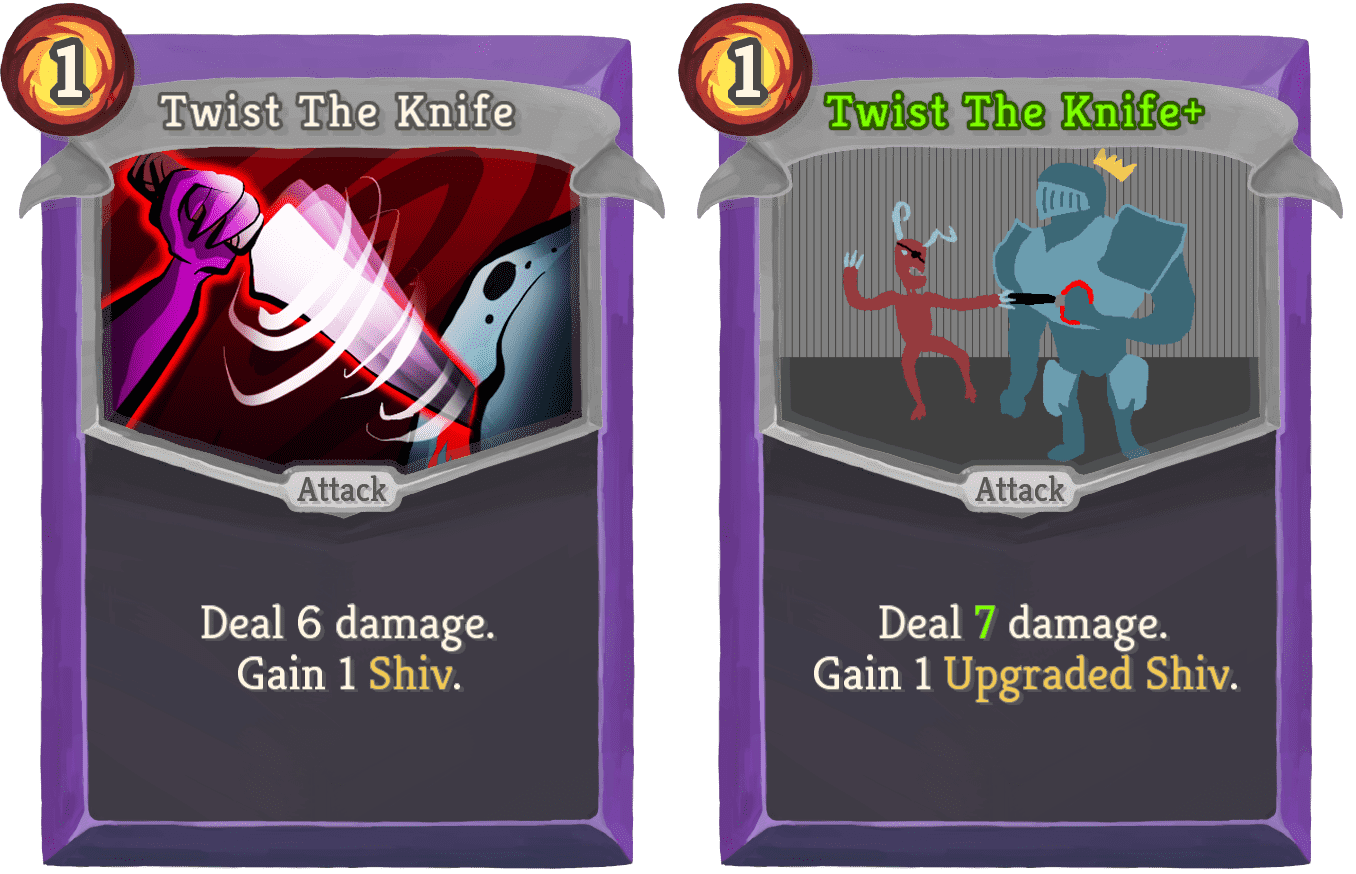 1
Twist The Knife
Attack
Deal 6 damage.
Gain 1 Shiv.
1
Twist The Knife+
Attack
Deal 7 damage.
Gain 1 Upgraded Shiv.